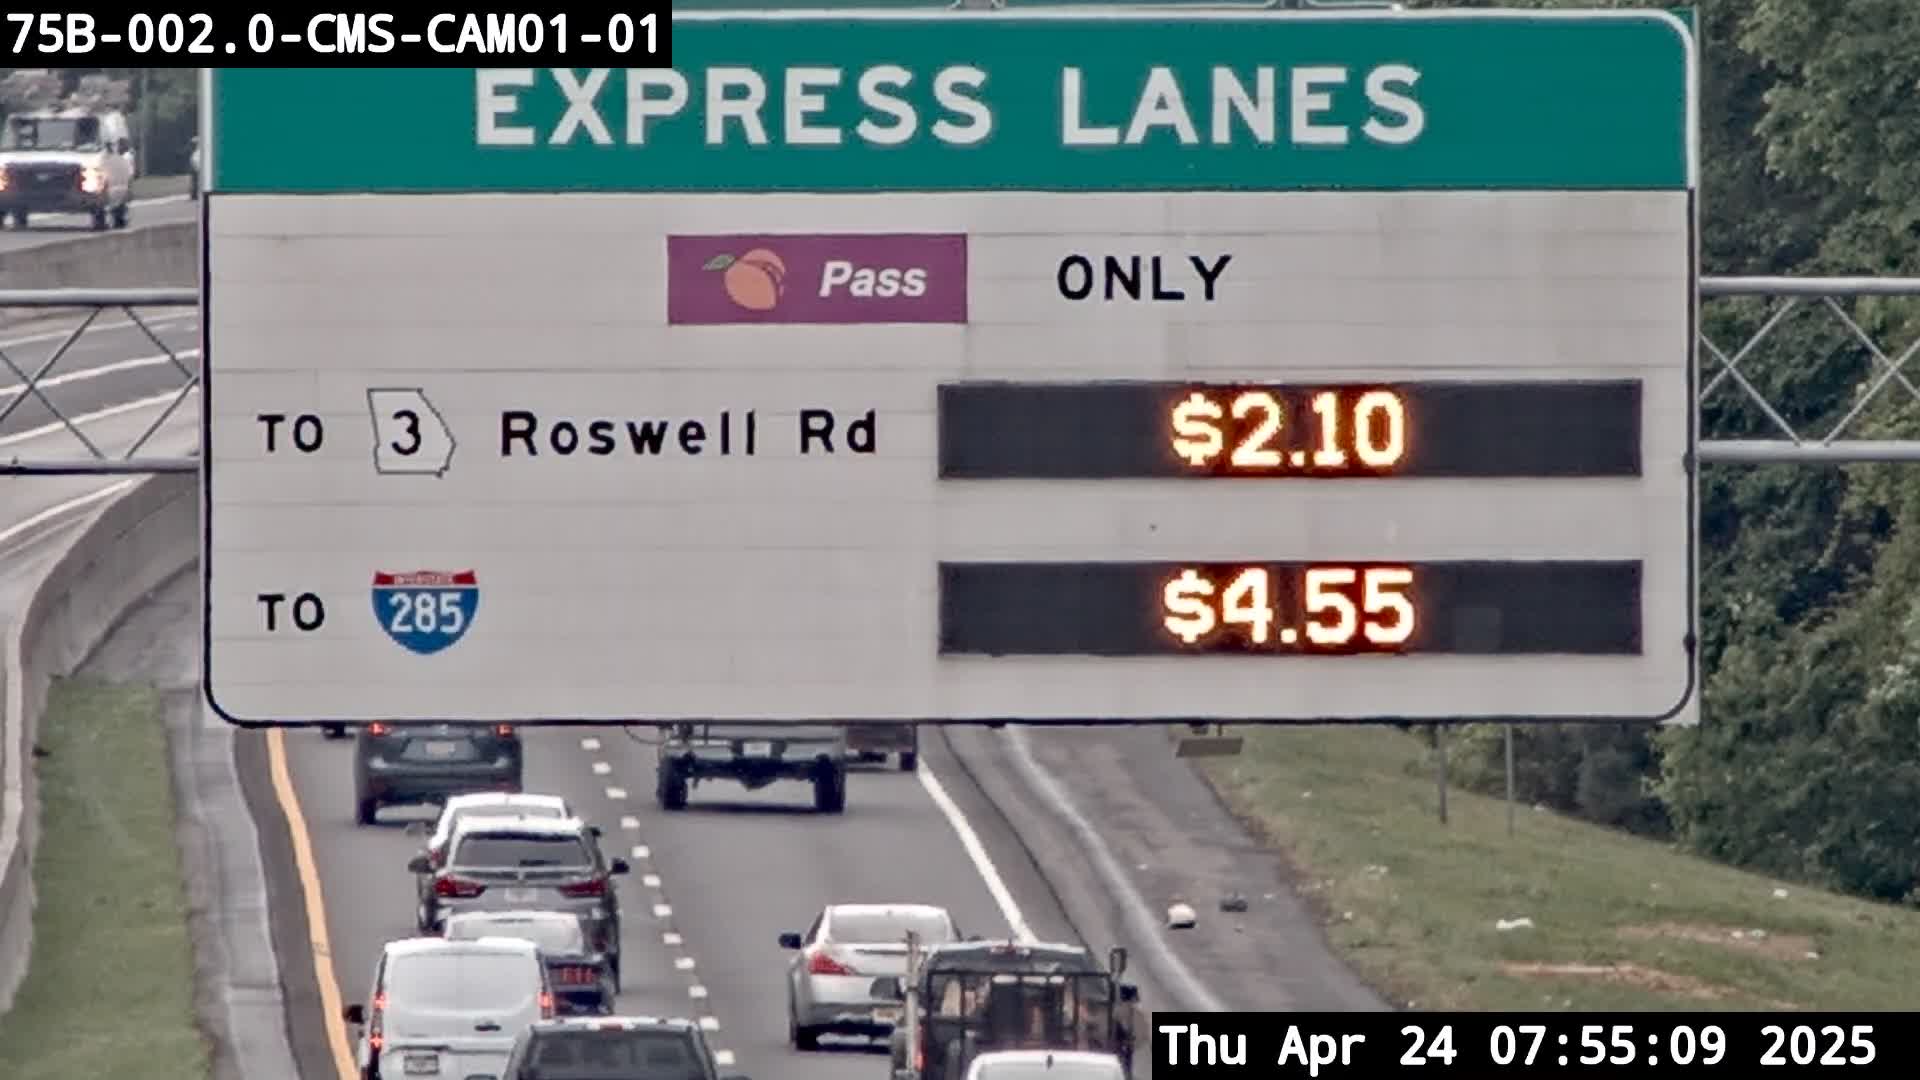 75B-002.0-CMS-CAM01-01
EXPRESS LANES
Pass ONLY
TO 3 Roswell Rd $2.10
INTERSTATE
TO 285 $4.55
Thu Apr 24 07:55:09 2025